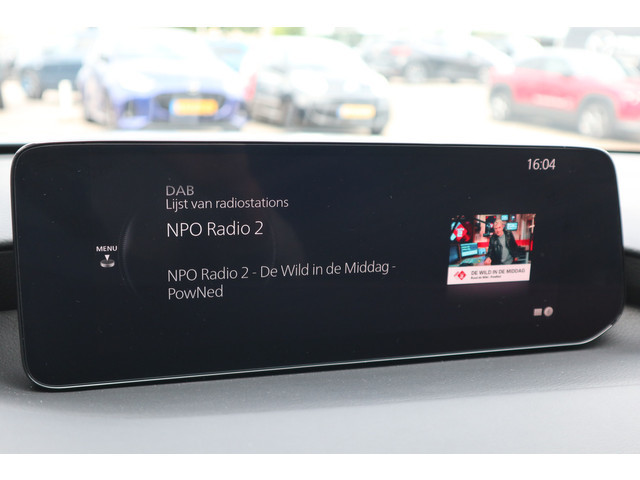 16:04
DAB
Lijst van radiostations
NPO Radio 2
MENU
NPO Radio 2 - De Wild in de Middag -
PowNed
DE WILD IN DE MIDDAG